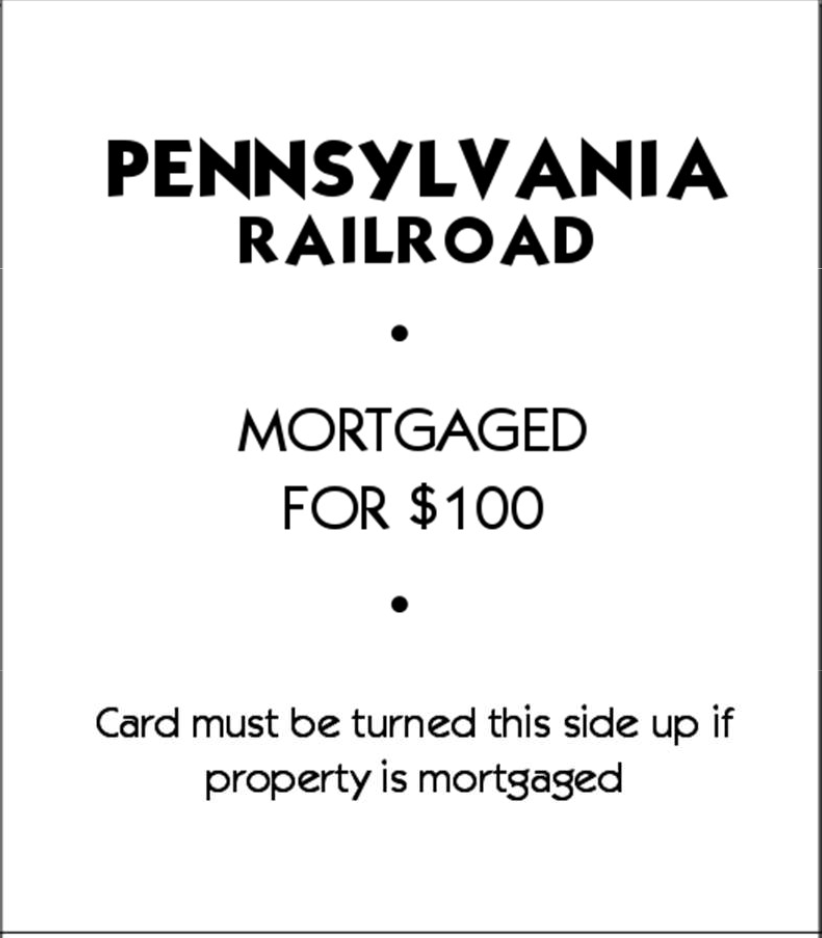 PENNSYLVANIA
RAILROAD
•
MORTGAGED
FOR $100
•
Card must be turned this side up if
property is mortgaged